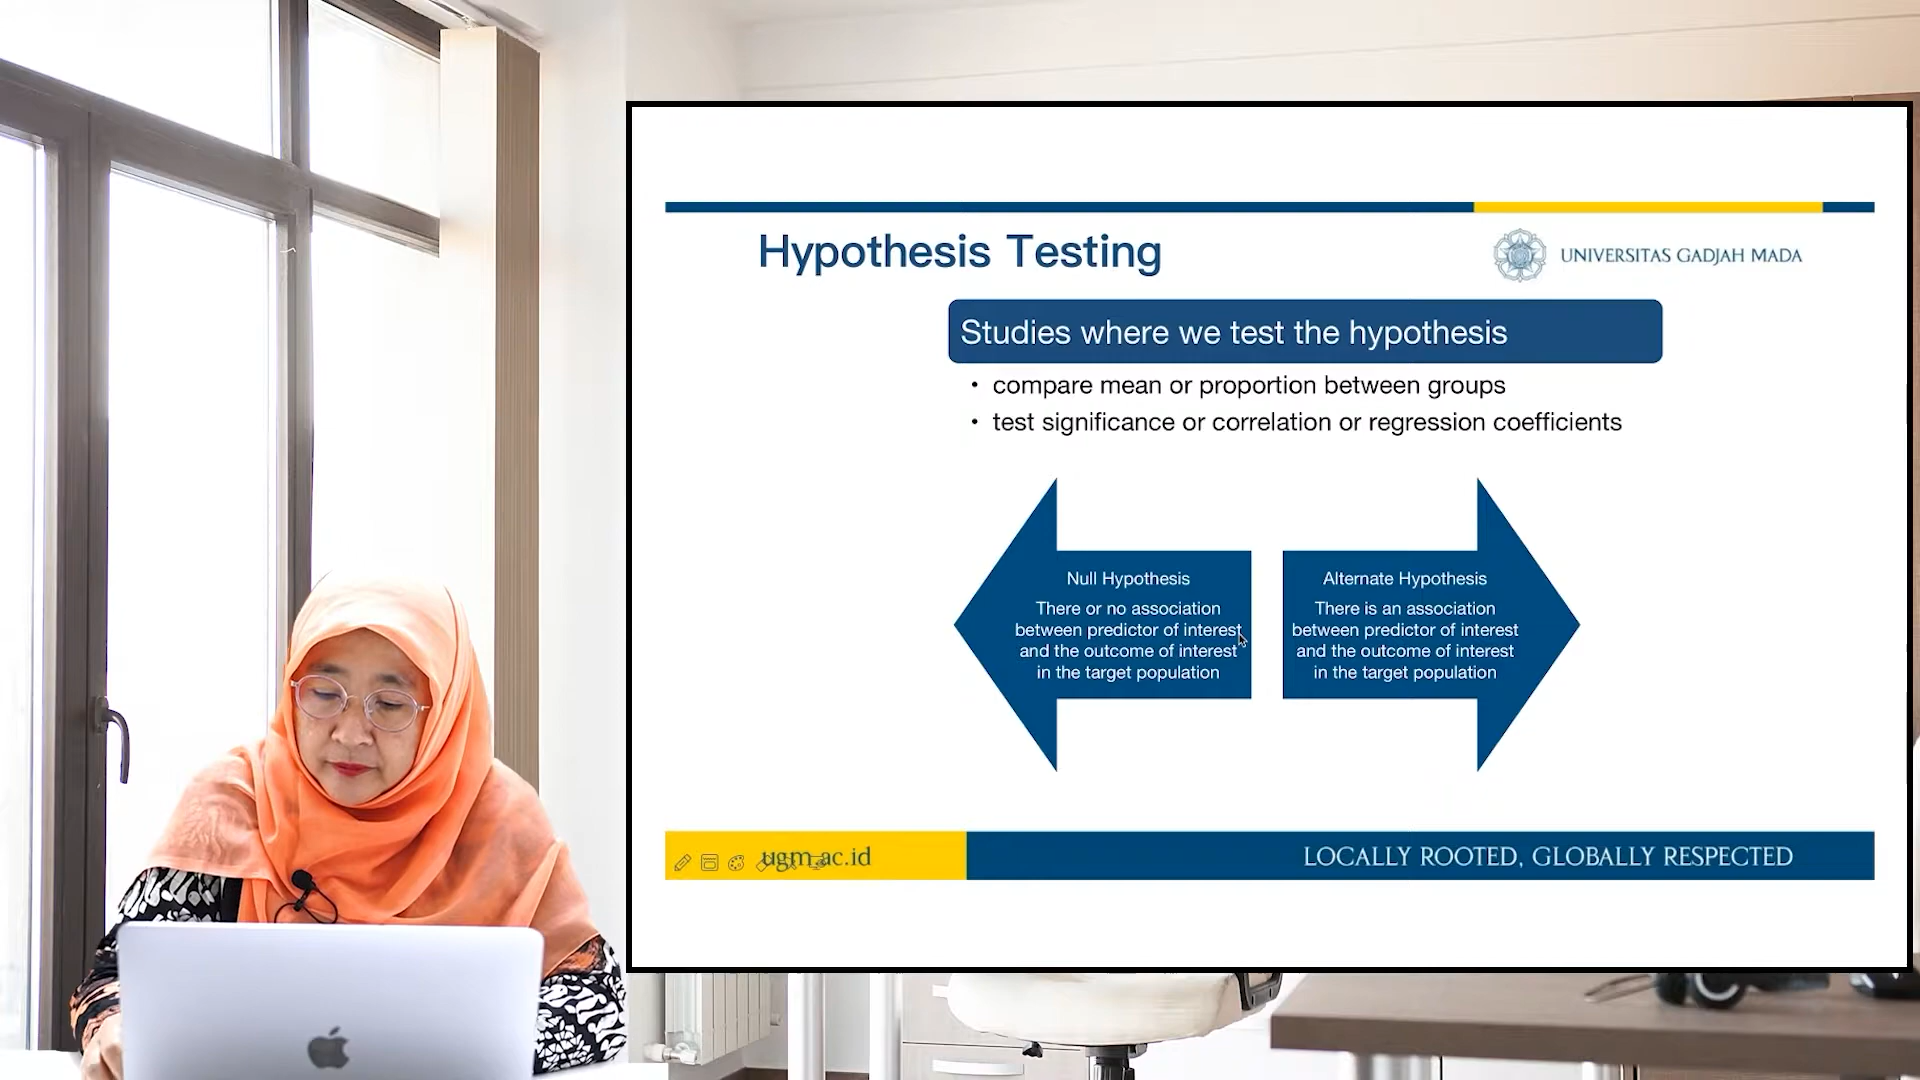 Hypothesis Testing
UNIVERSITAS GADJAH MADA
Studies where we test the hypothesis
• compare mean or proportion between groups
• test significance or correlation or regression coefficients
Null Hypothesis
There or no association
between predictor of interest
and the outcome of interest
in the target population
Alternate Hypothesis
There is an association
between predictor of interest
and the outcome of interest
in the target population
ugm.ac.id
LOCALLY ROOTED, GLOBALLY RESPECTED